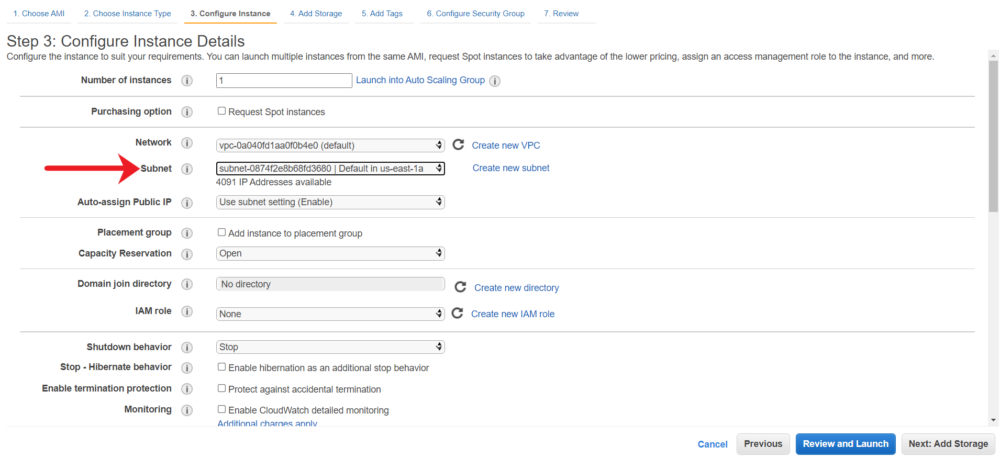 1. Choose AMI 2. Choose Instance Type 3. Configure Instance 4. Add Storage 5. Add Tags 6. Configure Security Group 7. Review
Step 3: Configure Instance Details
Configure the instance to suit your requirements. You can launch multiple instances from the same AMI, request Spot instances to take advantage of the lower pricing, assign an access management role to the instance, and more.
Number of instances i 1 Launch into Auto Scaling Group i
Purchasing option i Request Spot instances
Network i vpc-0a040fd1aa0f0b4e0 (default) Create new VPC
Subnet i subnet-0874f2e8b68fd3680 | Default in us-east-1a Create new subnet
4091 IP Addresses available
Auto-assign Public IP i Use subnet setting (Enable)
Placement group i Add instance to placement group
Capacity Reservation i Open
Domain join directory i No directory Create new directory
IAM role i None Create new IAM role
Shutdown behavior i Stop
Stop - Hibernate behavior i Enable hibernation as an additional stop behavior
Enable termination protection i Protect against accidental termination
Monitoring i Enable CloudWatch detailed monitoring
Additional charges apply
Cancel Previous Review and Launch Next: Add Storage